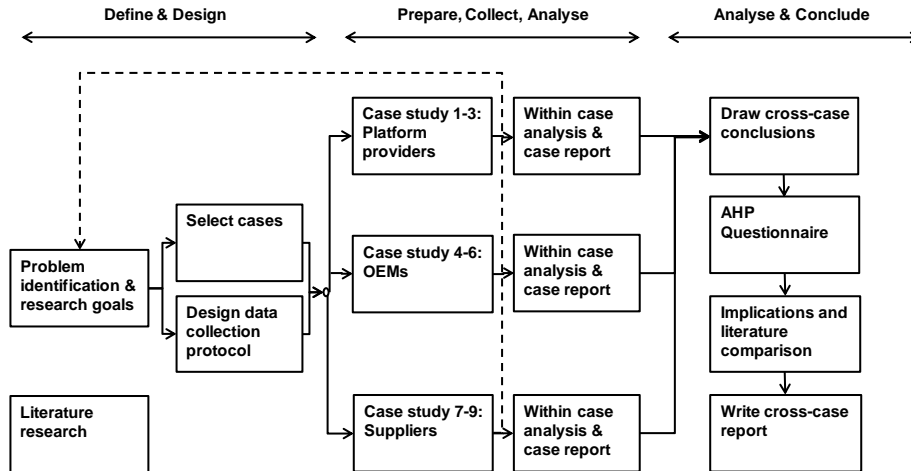 Define & Design
Prepare, Collect, Analyse
Analyse & Conclude
Case study 1-3:
Platform
providers
Within case
analysis &
case report
Draw cross-case
conclusions
Select cases
AHP
Questionnaire
Problem
identification &
research goals
Case study 4-6:
OEMs
Within case
analysis &
case report
Design data
collection
protocol
Implications and
literature
comparison
Literature
research
Case study 7-9:
Suppliers
Within case
analysis &
case report
Write cross-case
report